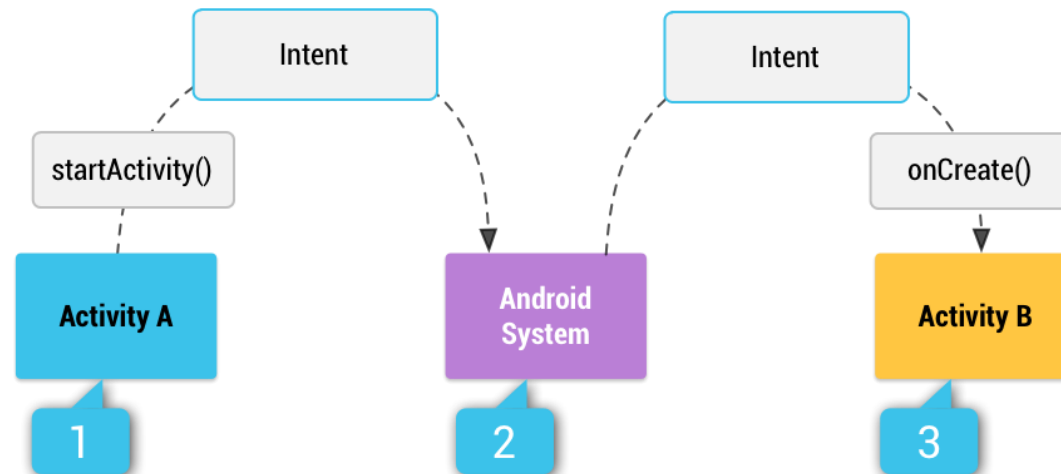 Intent
Intent
startActivity()
onCreate()
Activity A
Android
System
Activity B
1
2
3